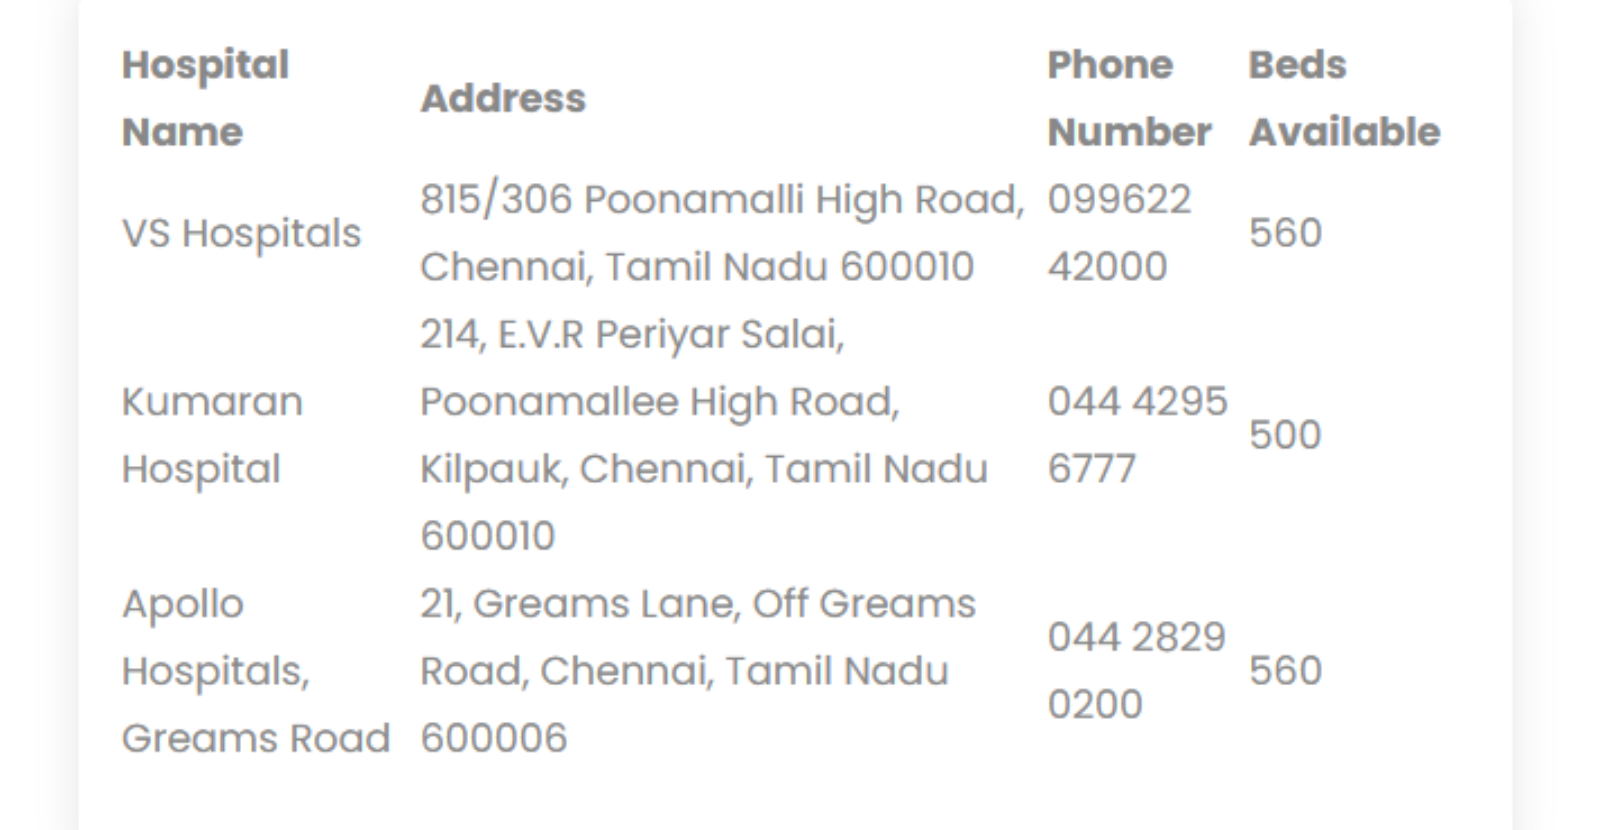 Hospital Name Address Phone Number Beds Available
VS Hospitals 815/306 Poonamalli High Road, Chennai, Tamil Nadu 600010 099622 42000 560
Kumaran Hospital 214, E.V.R Periyar Salai, Poonamallee High Road, Kilpauk, Chennai, Tamil Nadu 600010 044 4295 6777 500
Apollo Hospitals, Greams Road 21, Greams Lane, Off Greams Road, Chennai, Tamil Nadu 600006 044 2829 0200 560